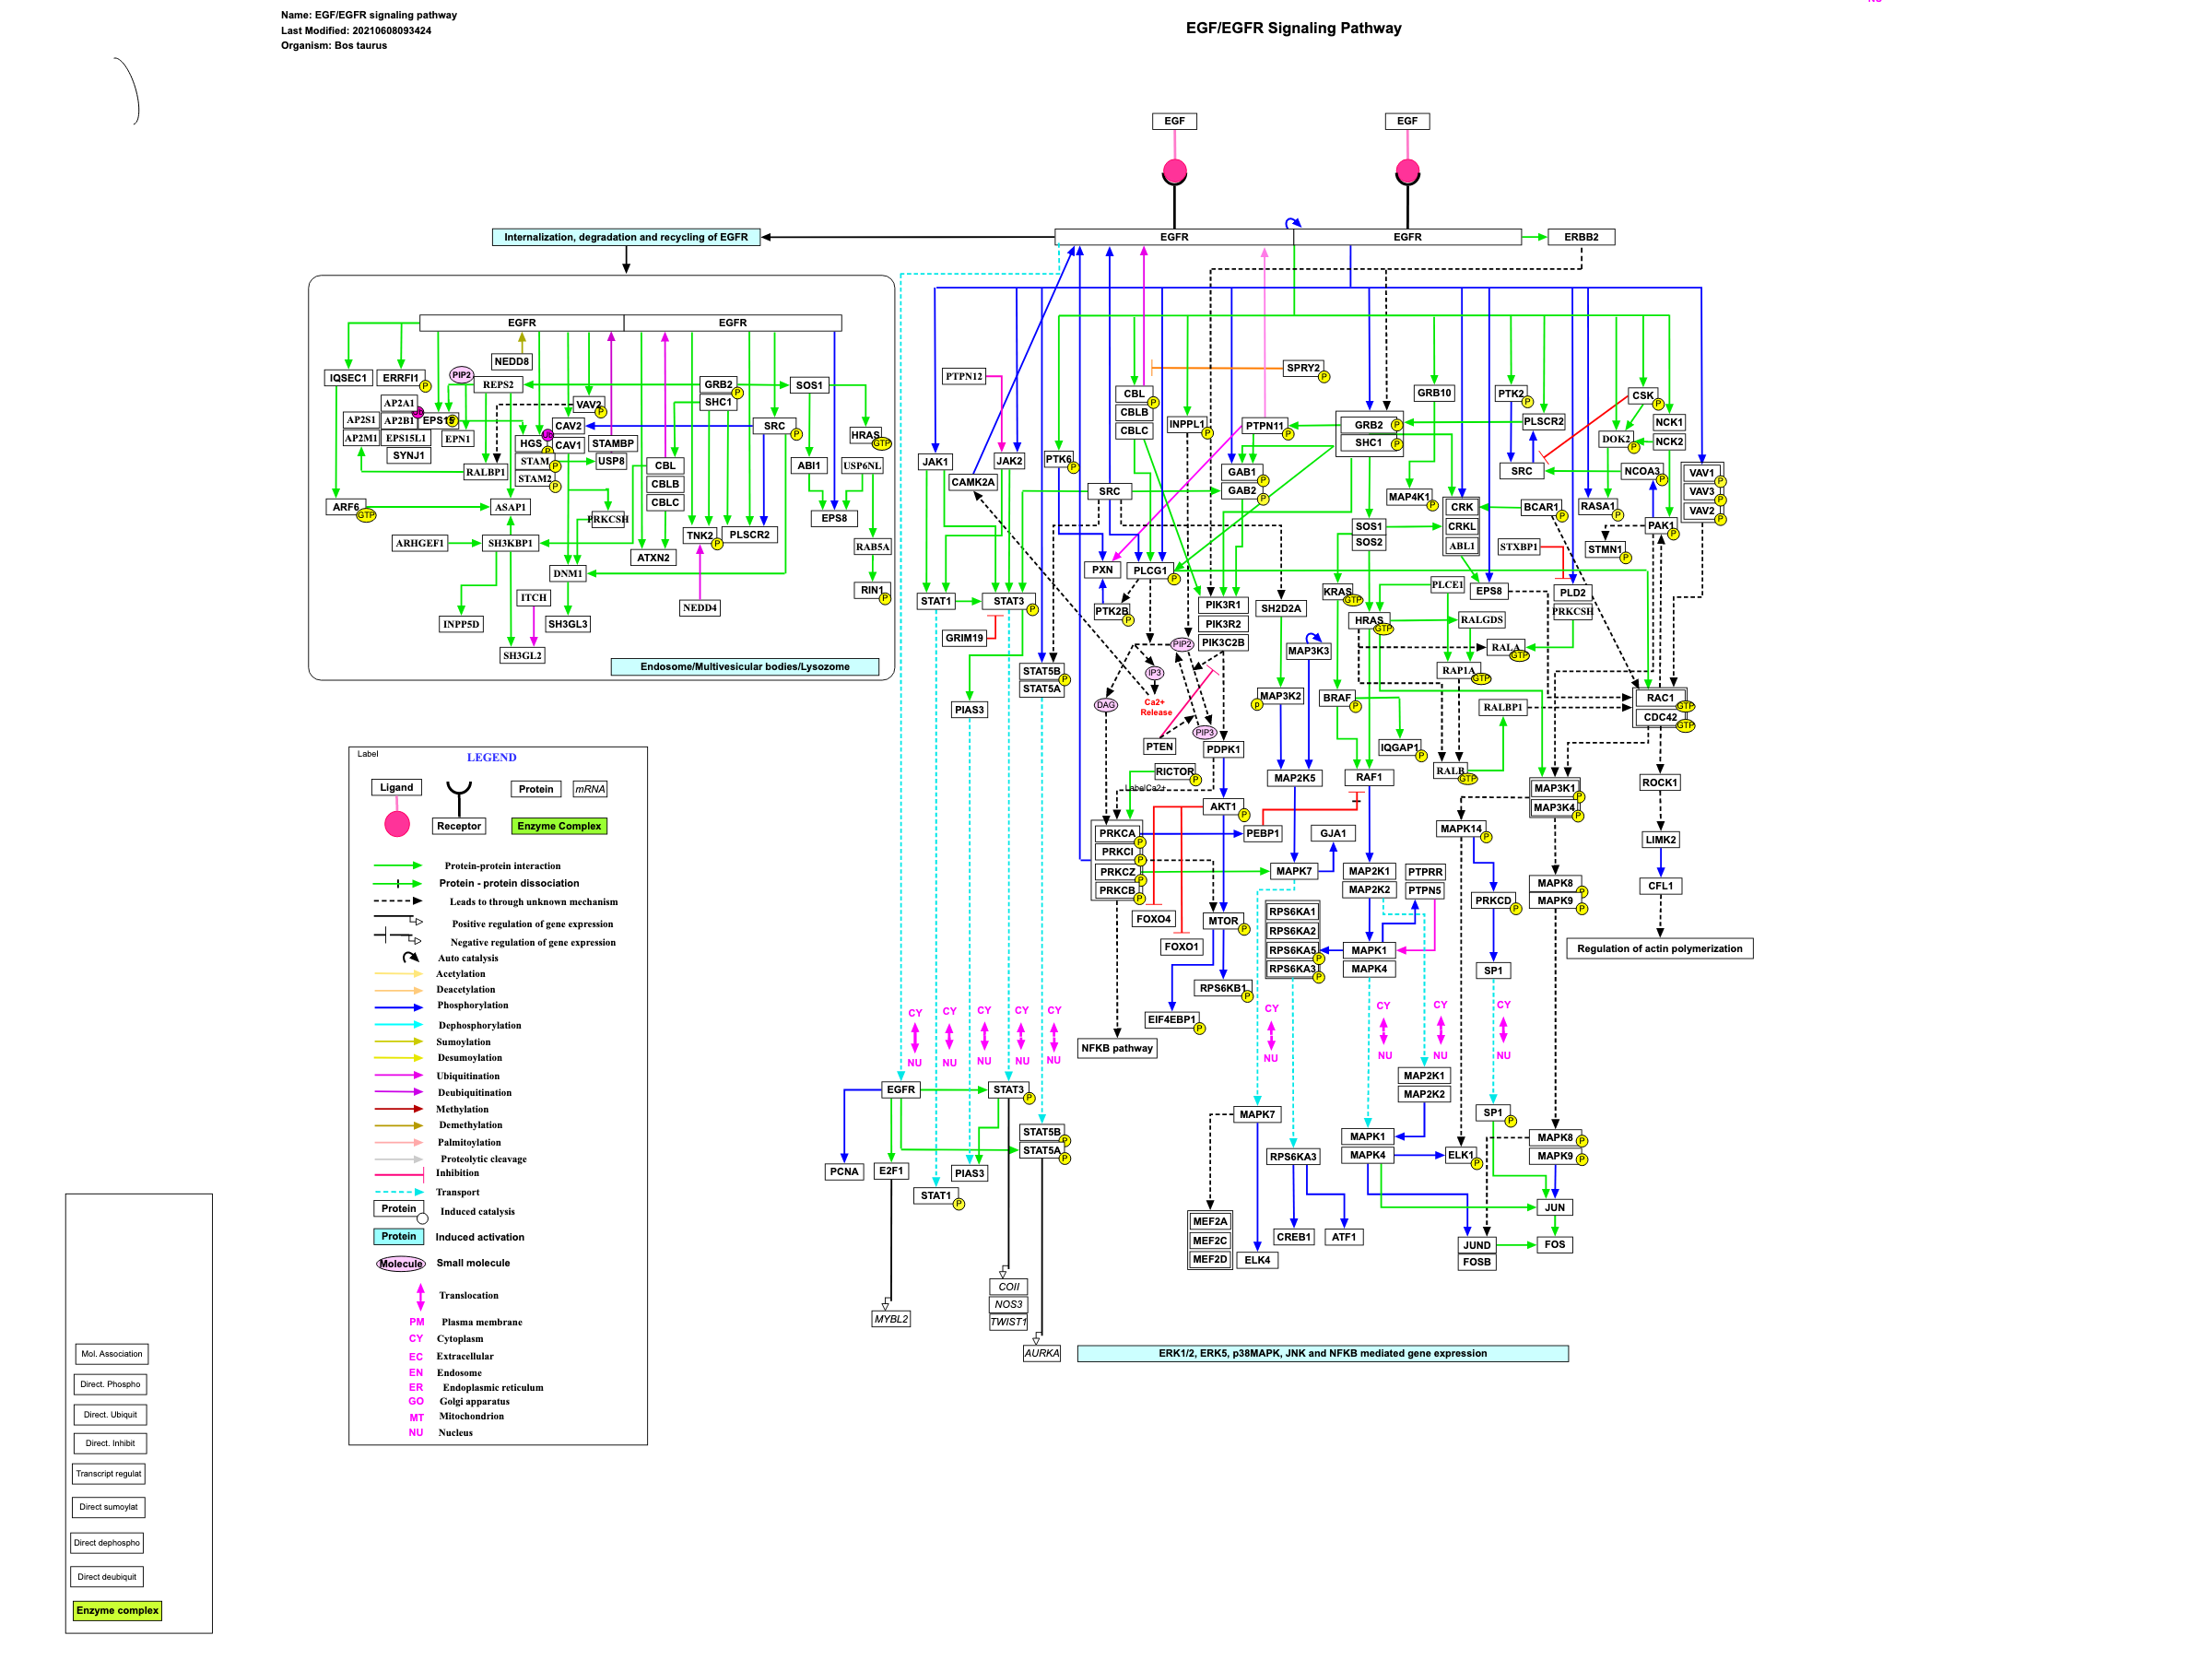 Name: EGF/EGFR signaling pathway
Last Modified: 20210608093424
Organism: Bos taurus
EGF/EGFR Signaling Pathway
EGF
EGF
Internalization, degradation and recycling of EGFR
EGFR
EGFR
ERBB2
EGFR
EGFR
NEDD8
IQSEC1
ERRFI1
P
PIP2
REPS2
GRB2
P
SHC1
SOS1
AP2A1
AP2S1
AP2B1
EPS15
AP2M1
EPS15L1
EPN1
SYNJ1
VAV2
P
CAV2
CAV1
HGS
P
STAM
P
STAM2
P
STAMBP
USP8
SRC
P
HRAS
GTP
RALBP1
CBL
CBLB
CBLC
ABI1
USP6NL
ARF6
GTP
ASAP1
PRKCSH
EPS8
ARHGEF1
SH3KBP1
TNK2
P
PLSCR2
ATXN2
RAB5A
DNM1
RIN1
P
ITCH
NEDD4
INPP5D
SH3GL3
SH3GL2
Endosome/Multivesicular bodies/Lysozome
PTPN12
SPRY2
P
CBL
P
CBLB
CBLC
INPPL1
P
PTPN11
P
GRB2
P
SHC1
P
GRB10
PTK2
P
PLSCR2
CSK
P
NCK1
NCK2
DOK2
P
JAK1
JAK2
PTK6
P
CAMK2A
SRC
GAB1
P
GAB2
P
MAP4K1
P
SRC
NCOA3
P
VAV1
P
VAV3
P
VAV2
P
CRK
CRKL
ABL1
BCAR1
P
RASA1
P
PAK1
P
SOS1
SOS2
STXBP1
STMN1
P
PXN
PLCG1
P
STAT1
STAT3
P
PTK2B
P
PIK3R1
PIK3R2
PIK3C2B
SH2D2A
KRAS
GTP
HRAS
GTP
PLCE1
EPS8
PLD2
PRKCSH
RALGDS
GRIM19
PIP2
MAP3K3
RALA
GTP
IP3
STAT5B
P
STAT5A
RAP1A
GTP
DAG
Ca2+
Release
MAP3K2
p
BRAF
P
RALBP1
RAC1
GTP
CDC42
GTP
PIAS3
PIP3
PTEN
PDPK1
IQGAP1
P
RICTOR
P
MAP2K5
RAF1
RALB
GTP
ROCK1
LabelCa2+
MAP3K1
P
MAP3K4
P
AKT1
P
PRKCA
P
PRKCI
P
PRKCZ
P
PRKCB
P
PEBP1
GJA1
MAPK14
P
LIMK2
MAPK7
MAP2K1
MAP2K2
PTPRR
PTPN5
MAPK8
P
MAPK9
P
CFL1
PRKCD
P
FOXO4
MTOR
P
RPS6KA1
RPS6KA2
RPS6KA5
P
RPS6KA3
P
FOXO1
MAPK1
MAPK4
Regulation of actin polymerization
SP1
RPS6KB1
P
EIF4EBP1
P
NFKB pathway
CY
CY
CY
CY
CY
CY
CY
CY
CY
NU
NU
NU
NU
NU
NU
NU
NU
NU
EGFR
STAT3
P
MAP2K1
MAP2K2
MAPK7
SP1
P
STAT5B
P
STAT5A
P
MAPK1
MAPK4
MAPK8
P
MAPK9
P
RPS6KA3
ELK1
P
PCNA
E2F1
PIAS3
STAT1
P
JUN
MEF2A
MEF2C
MEF2D
CREB1
ATF1
ELK4
JUND
FOSB
FOS
COII
NOS3
TWIST1
MYBL2
AURKA
ERK1/2, ERK5, p38MAPK, JNK and NFKB mediated gene expression
Label
LEGEND
Ligand
Receptor
Protein
mRNA
Enzyme Complex
Protein-protein interaction
Protein - protein dissociation
Leads to through unknown mechanism
Positive regulation of gene expression
Negative regulation of gene expression
Auto catalysis
Acetylation
Deacetylation
Phosphorylation
Dephosphorylation
Sumoylation
Desumoylation
Ubiquitination
Deubiquitination
Methylation
Demethylation
Palmitoylation
Proteolytic cleavage
Inhibition
Transport
Protein
Induced catalysis
Protein
Induced activation
Molecule
Small molecule
Translocation
PM Plasma membrane
CY Cytoplasm
EC Extracellular
EN Endosome
ER Endoplasmic reticulum
GO Golgi apparatus
MT Mitochondrion
NU Nucleus
Mol. Association
Direct. Phospho
Direct. Ubiquit
Direct. Inhibit
Transcript regulat
Direct sumoylat
Direct dephospho
Direct deubiquit
Enzyme complex